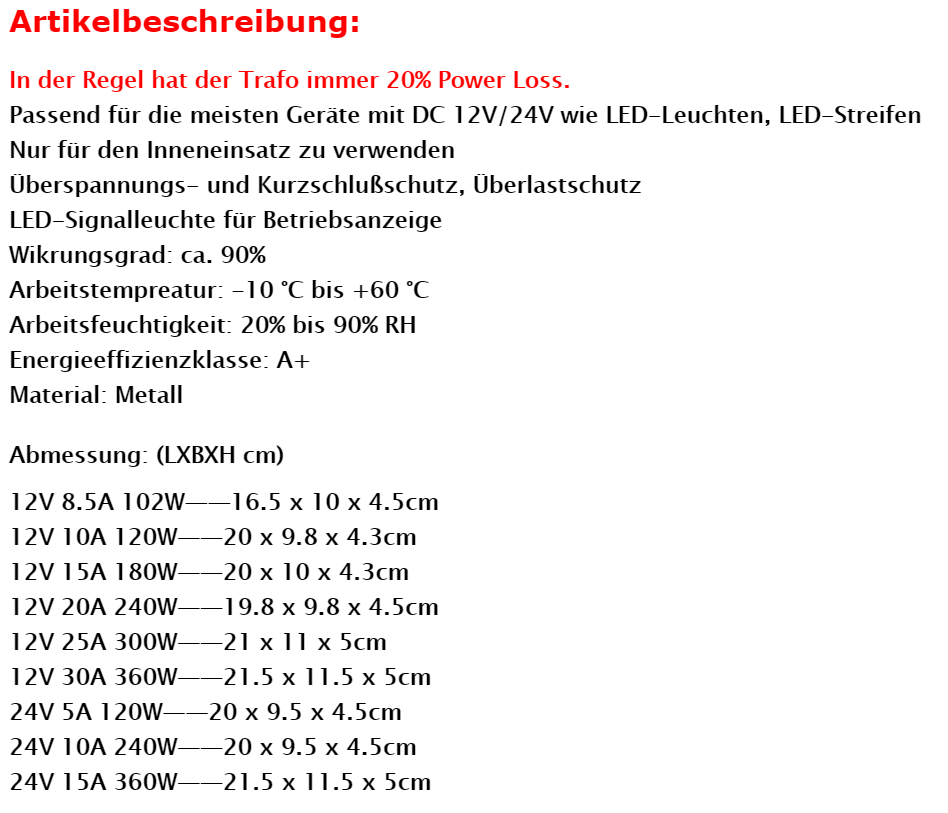 Artikelbeschreibung:
In der Regel hat der Trafo immer 20% Power Loss.
Passend für die meisten Geräte mit DC 12V/24V wie LED-Leuchten, LED-Streifen
Nur für den Inneneinsatz zu verwenden
Überspannungs- und Kurzschlußschutz, Überlastschutz
LED-Signalleuchte für Betriebsanzeige
Wikrungsgrad: ca. 90%
Arbeitstempreatur: -10 °C bis +60 °C
Arbeitsfeuchtigkeit: 20% bis 90% RH
Energieeffizienzklasse: A+
Material: Metall
Abmessung: (LXBXH cm)
12V 8.5A 102W——16.5 x 10 x 4.5cm
12V 10A 120W——20 x 9.8 x 4.3cm
12V 15A 180W——20 x 10 x 4.3cm
12V 20A 240W——19.8 x 9.8 x 4.5cm
12V 25A 300W——21 x 11 x 5cm
12V 30A 360W——21.5 x 11.5 x 5cm
24V 5A 120W——20 x 9.5 x 4.5cm
24V 10A 240W——20 x 9.5 x 4.5cm
24V 15A 360W——21.5 x 11.5 x 5cm